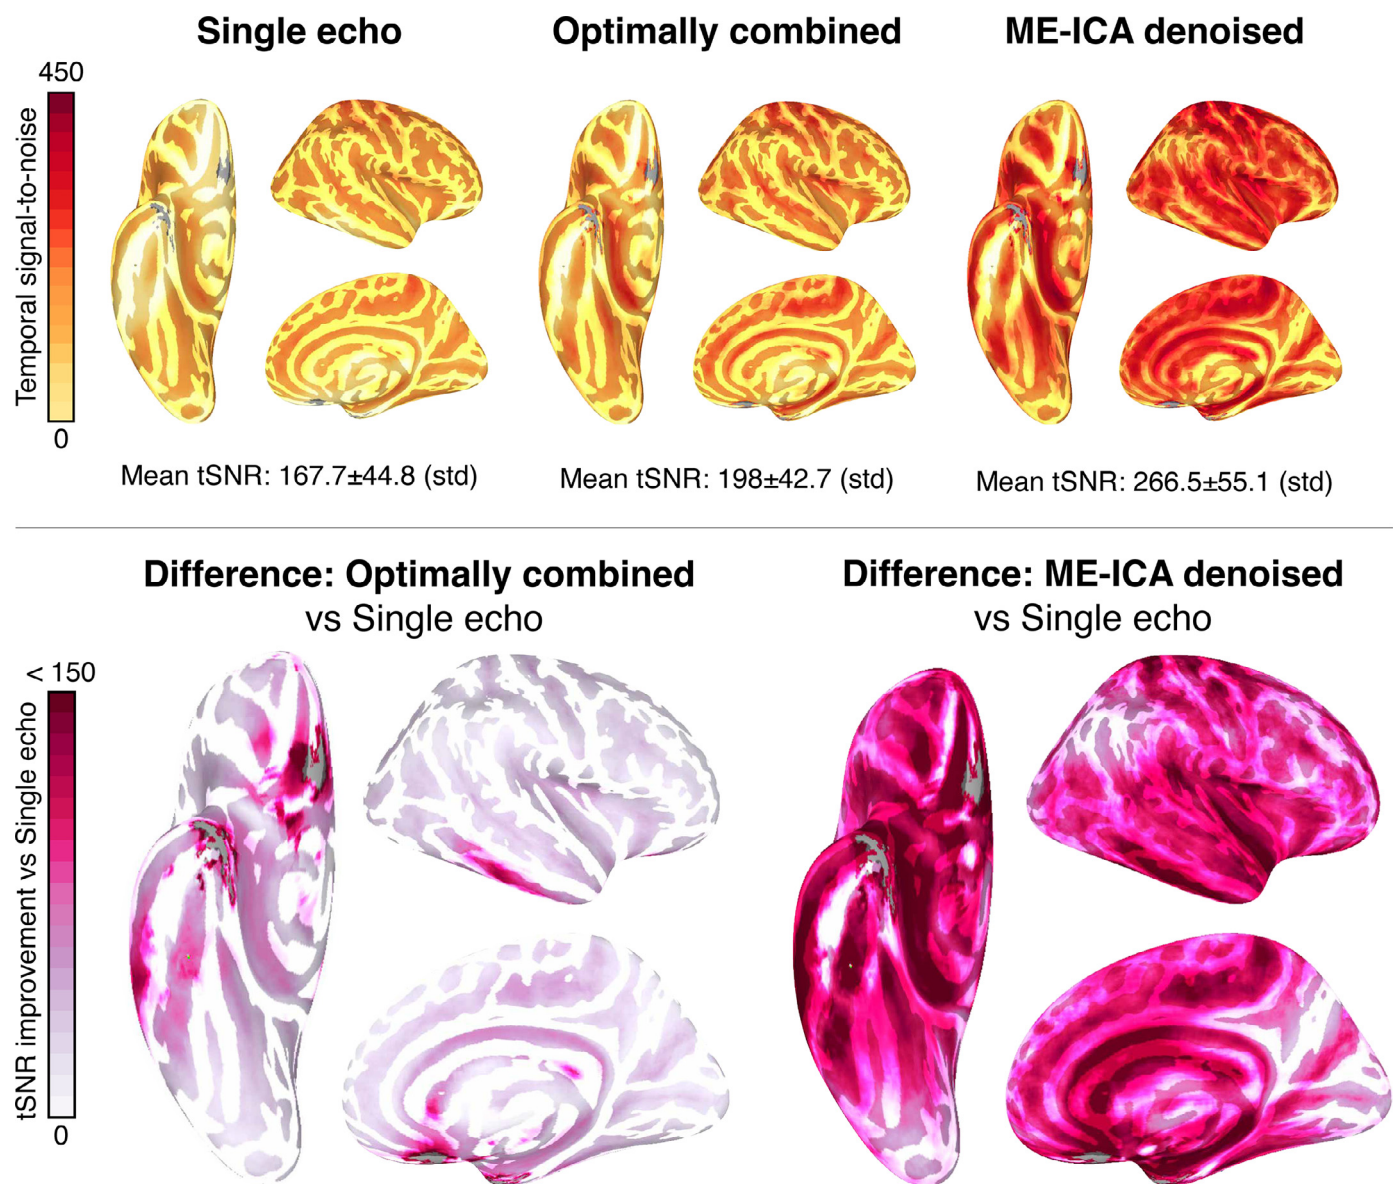 Single echo
Optimally combined
ME-ICA denoised
450
Temporal signal-to-noise
0
Mean tSNR: 167.7±44.8 (std)
Mean tSNR: 198±42.7 (std)
Mean tSNR: 266.5±55.1 (std)
Difference: Optimally combined
vs Single echo
Difference: ME-ICA denoised
vs Single echo
< 150
tSNR improvement vs Single echo
0